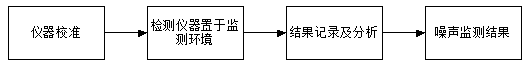 仪器校准
检测仪器置于监
测环境
结果记录及分析
噪声监测结果